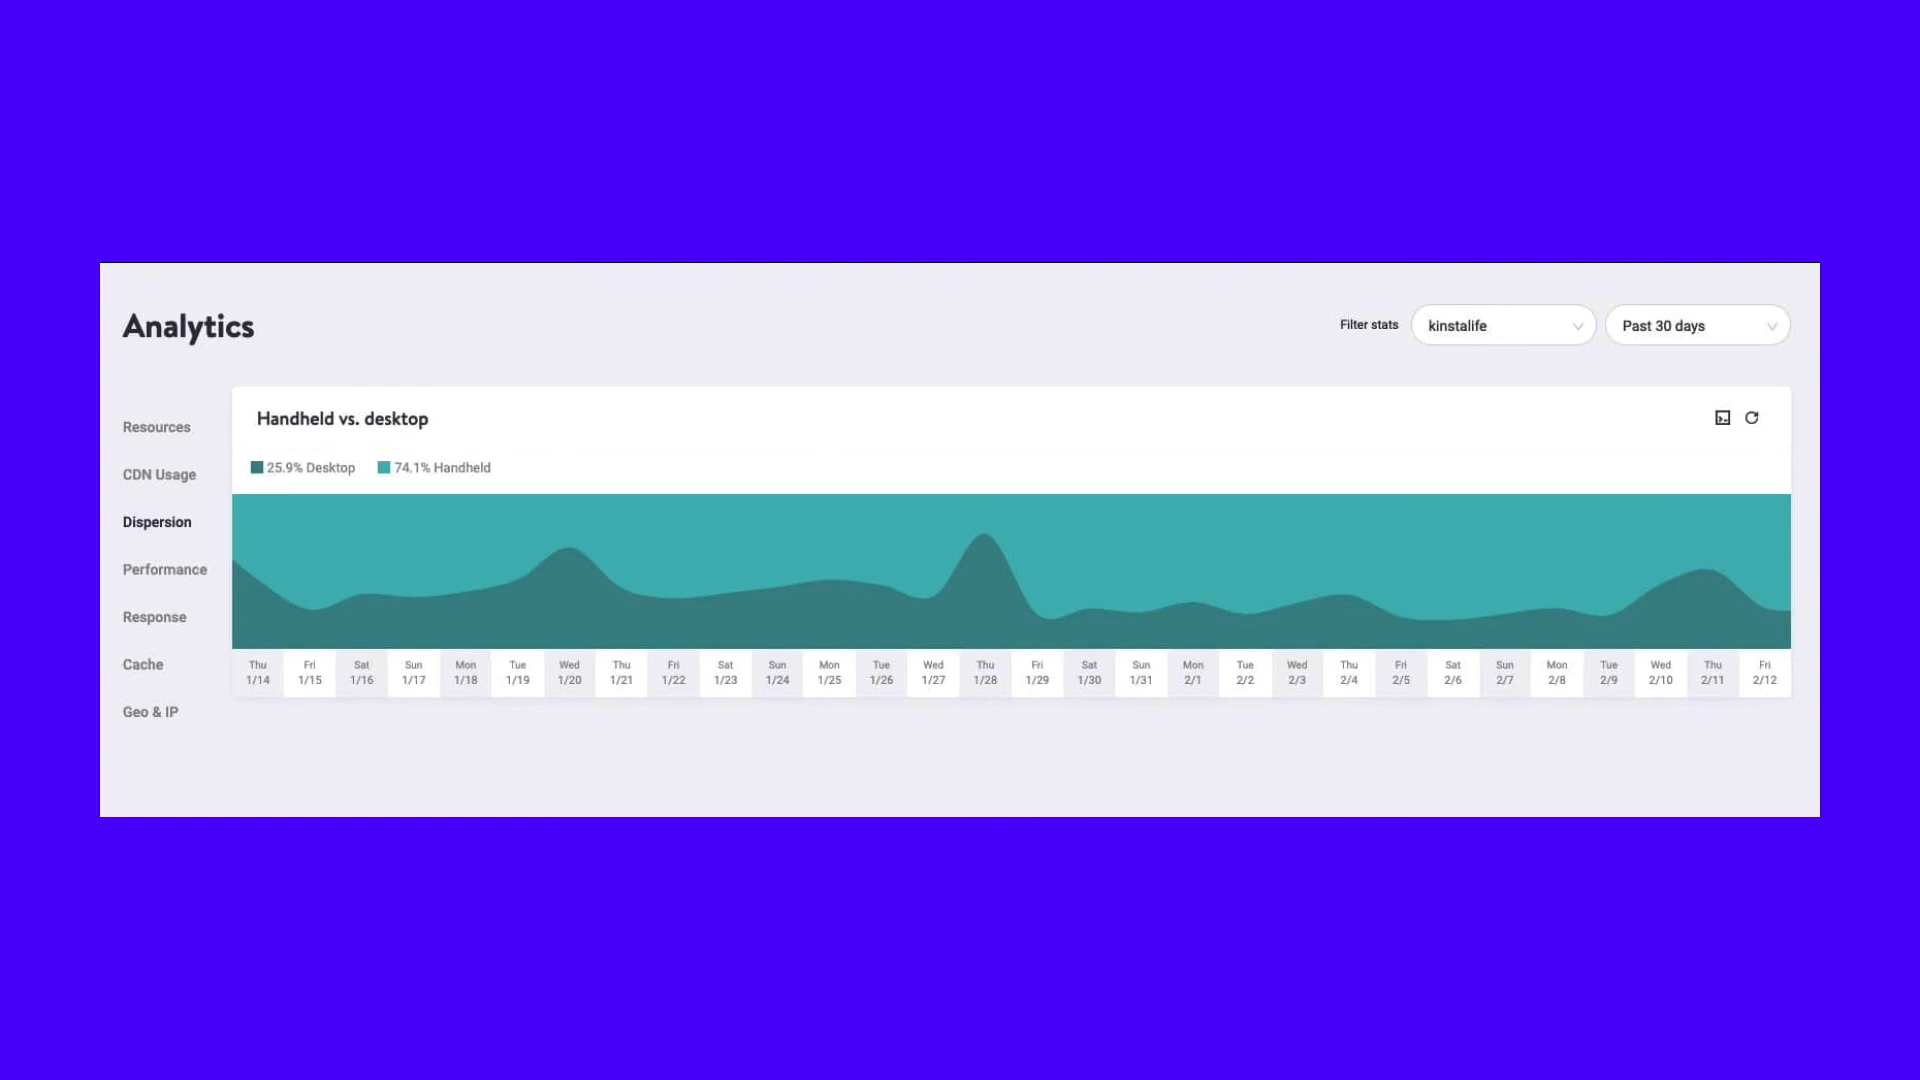 Analytics
Filter stats
kinstalife
Past 30 days
Resources
CDN Usage
Dispersion
Performance
Response
Cache
Geo & IP
Handheld vs. desktop
25.9% Desktop 74.1% Handheld
Thu Fri Sat Sun Mon Tue Wed Thu Fri Sat Sun Mon Tue Wed Thu Fri Sat Sun Mon Tue Wed Thu Fri Sat Sun Mon Tue Wed Thu Fri
1/14 1/15 1/16 1/17 1/18 1/19 1/20 1/21 1/22 1/23 1/24 1/25 1/26 1/27 1/28 1/29 1/30 1/31 2/1 2/2 2/3 2/4 2/5 2/6 2/7 2/8 2/9 2/10 2/11 2/12